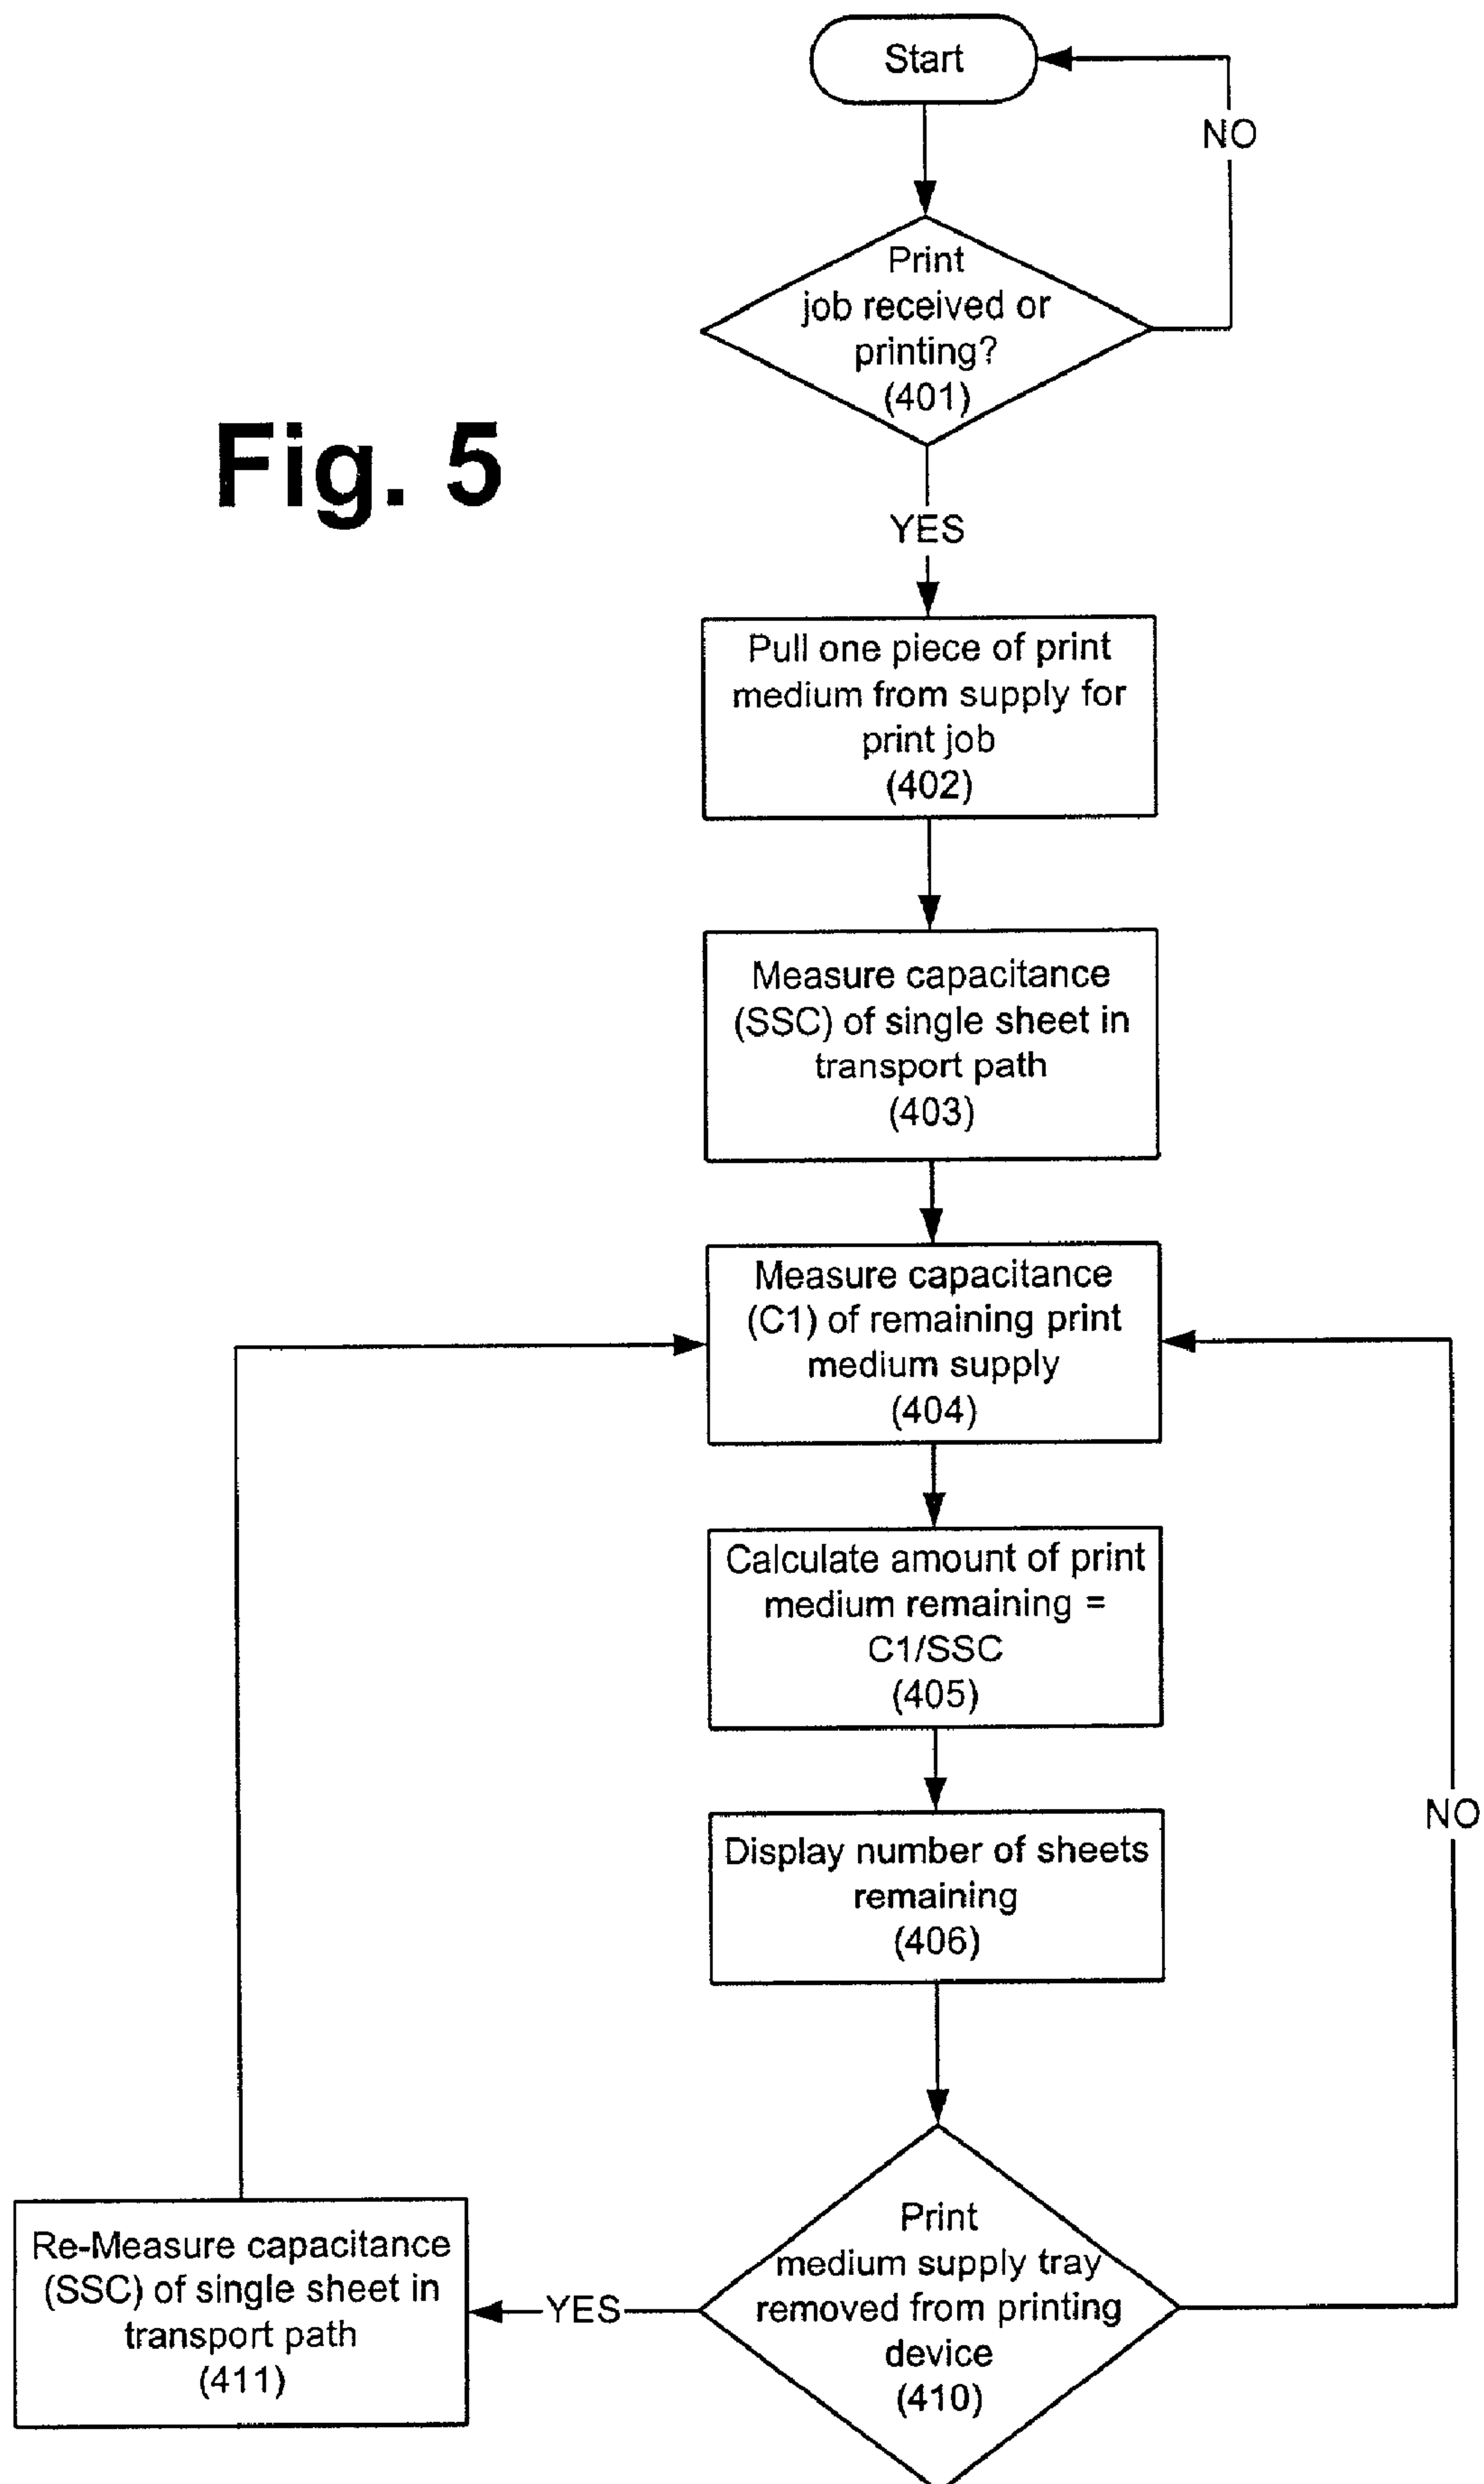 Start
NO
Print
job received or
printing?
(401)
Fig. 5
YES
Pull one piece of print
medium from supply for
print job
(402)
Measure capacitance
(SSC) of single sheet in
transport path
(403)
Measure capacitance
(C1) of remaining print
medium supply
(404)
Calculate amount of print
medium remaining =
C1/SSC
(405)
NO
Display number of sheets
remaining
(406)
Print
medium supply tray
removed from printing
device
(410)
YES
Re-Measure capacitance
(SSC) of single sheet in
transport path
(411)